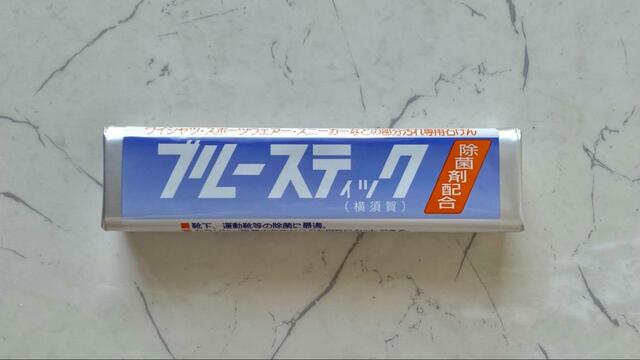 ワイシャツ・スポーツウェアー・スニーカーなどの部分汚れ専用石けん
ブルースティック
(横須賀)
除菌剤配合
■靴下、運動靴等の除菌に最適。